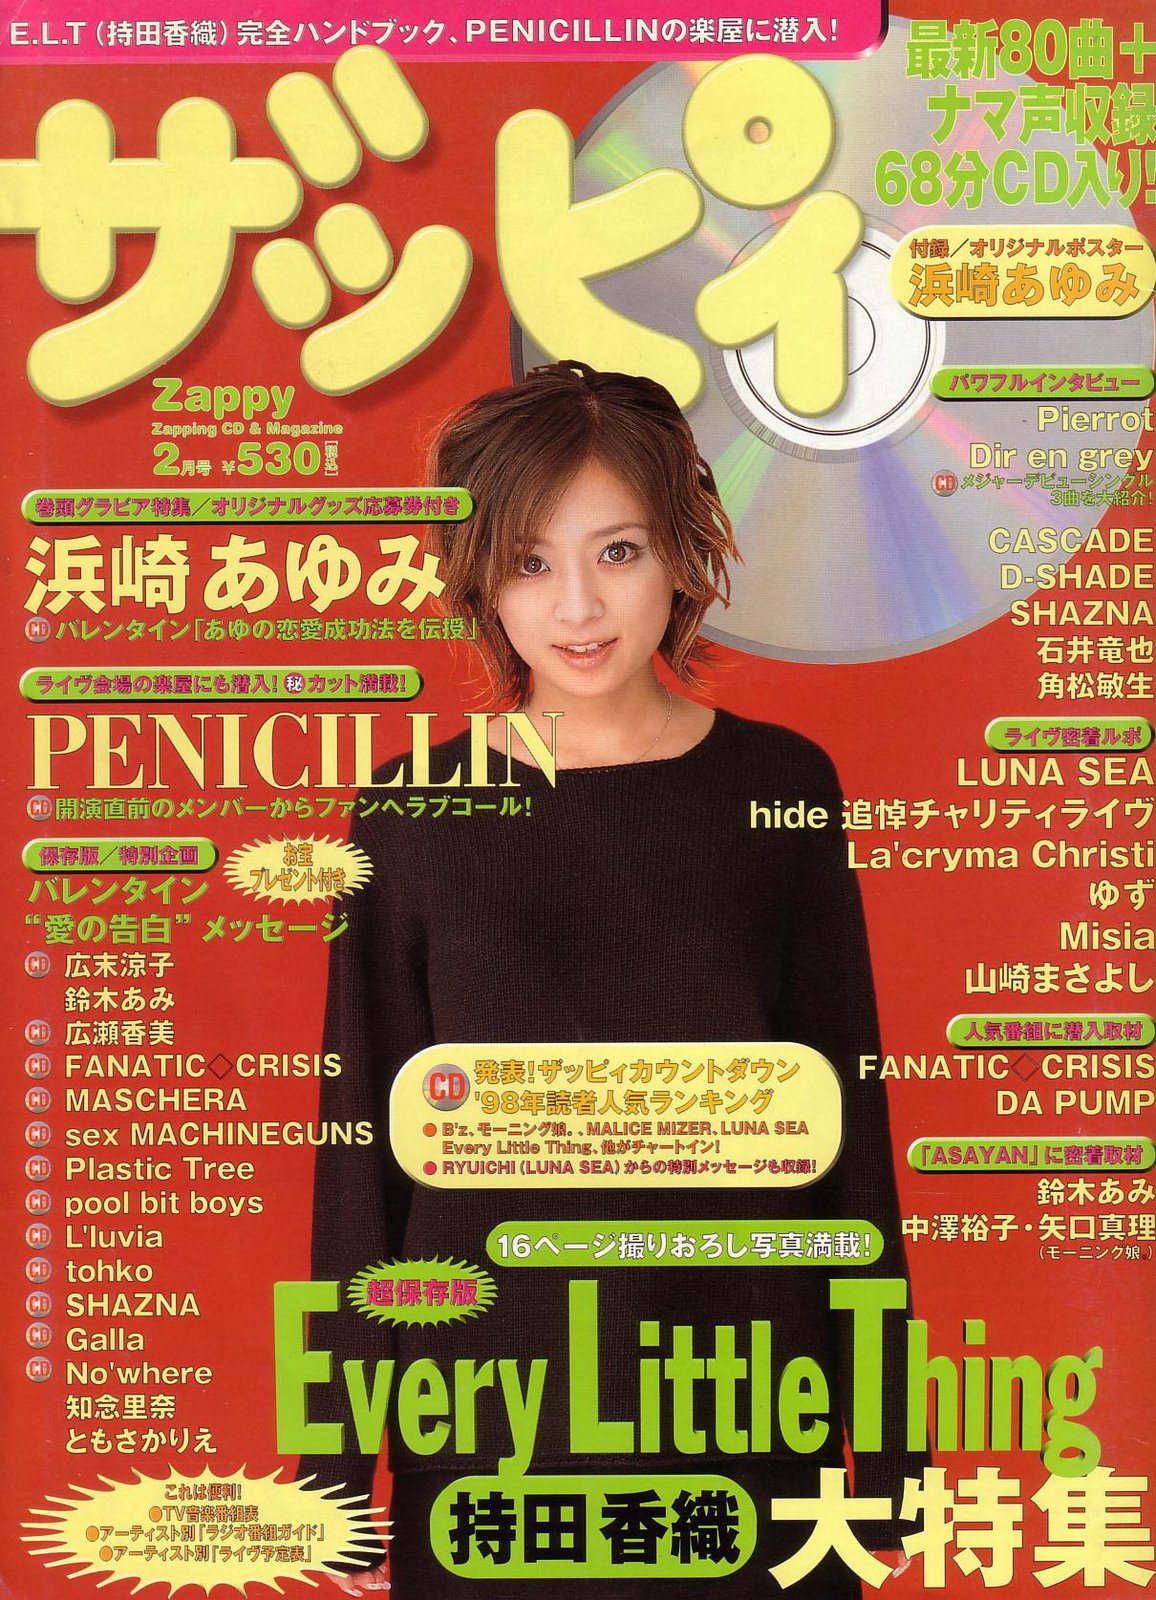 E.L.T（持田香織）完全ハンドブック、PENICILLINの楽屋に潜入！
最新80曲＋
ナマ声収録
68分CD入り！
ザッピィ
付録／オリジナルポスター
浜崎あゆみ
Zappy
Zapping CD & Magazine
2月号 ¥530［税込］
巻頭グラビア特集／オリジナルグッズ応募券付き
浜崎あゆみ
CD バレンタイン「あゆの恋愛成功法を伝授」
ライヴ会場の楽屋にも潜入！㊙カット満載！
PENICILLIN
CD 開演直前のメンバーからファンへラブコール！
保存版／特別企画
お宝
プレゼント付き
バレンタイン
“愛の告白”メッセージ
CD 広末涼子
鈴木あみ
CD 広瀬香美
CD FANATIC◇CRISIS
CD MASCHERA
CD sex MACHINEGUNS
CD Plastic Tree
CD pool bit boys
CD L'luvia
CD tohko
CD SHAZNA
CD Galla
CD No'where
知念里奈
ともさかりえ
これは便利！
●TV音楽番組表
●アーティスト別「ラジオ番組ガイド」
●アーティスト別「ライヴ予定表」
パワフルインタビュー
Pierrot
Dir en grey
CD メジャーデビューシングル
3曲を大紹介！
CASCADE
D-SHADE
SHAZNA
石井竜也
角松敏生
ライヴ密着ルポ
LUNA SEA
hide 追悼チャリティライヴ
La'cryma Christi
ゆず
Misia
山崎まさよし
人気番組に潜入取材
FANATIC◇CRISIS
DA PUMP
「ASAYAN」に密着取材
鈴木あみ
中澤裕子・矢口真理
（モーニング娘。）
CD 発表！ザッピィカウントダウン
'98年読者人気ランキング
●B'z、モーニング娘。、MALICE MIZER、LUNA SEA
Every Little Thing、他がチャートイン！
●RYUICHI（LUNA SEA）からの特別メッセージも収録！
16ページ撮りおろし写真満載！
超保存版
Every Little Thing
持田香織 大特集